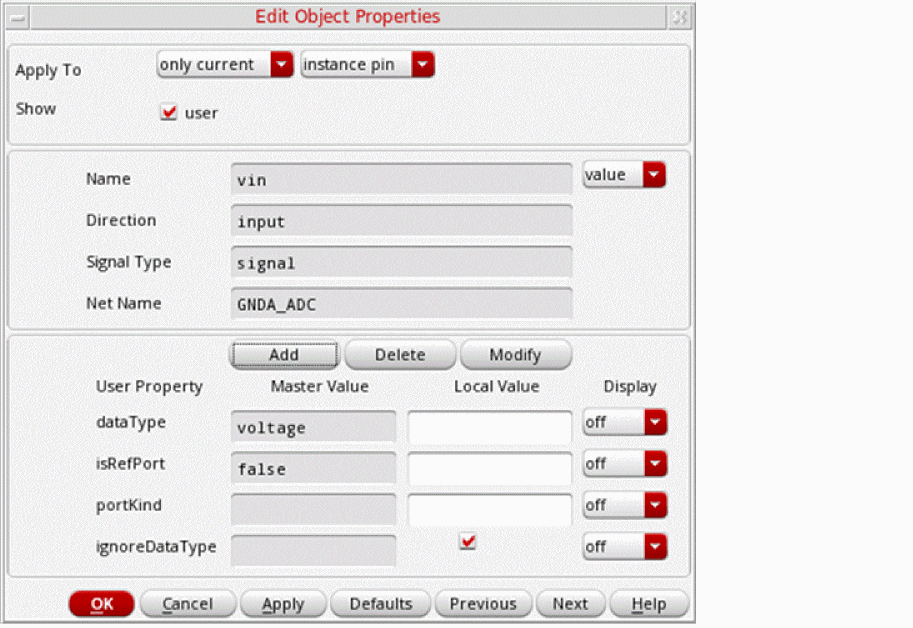 Edit Object Properties
Apply To only current instance pin
Show user
Name vin value
Direction input
Signal Type signal
Net Name GNDA_ADC
Add Delete Modify
User Property Master Value Local Value Display
dataType voltage off
isRefPort false off
portKind off
ignoreDataType off
OK Cancel Apply Defaults Previous Next Help